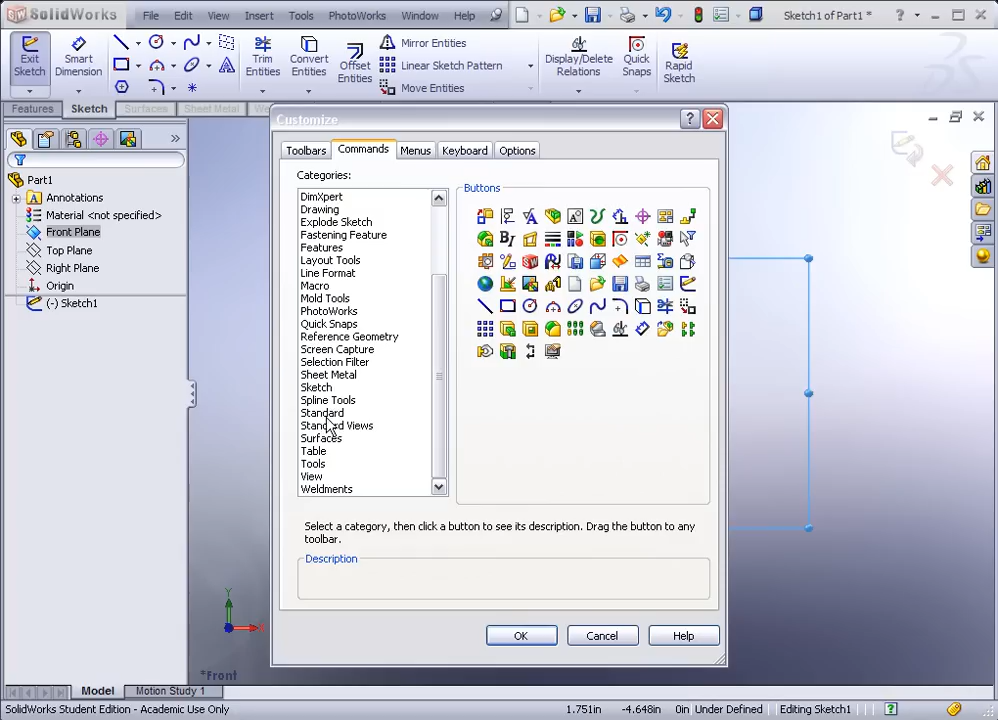 SolidWorks
File Edit View Insert Tools PhotoWorks Window Help
Sketch1 of Part1 *
Exit Sketch
Smart Dimension
Trim Entities
Convert Entities
Offset Entities
Mirror Entities
Linear Sketch Pattern
Move Entities
Display/Delete Relations
Quick Snaps
Rapid Sketch
Features Sketch Surfaces Sheet Metal
Part1
Annotations
Material <not specified>
Front Plane
Top Plane
Right Plane
Origin
(-) Sketch1
Customize
Toolbars Commands Menus Keyboard Options
Categories:
Buttons
DimXpert
Drawing
Explode Sketch
Fastening Feature
Features
Layout Tools
Line Format
Macro
Mold Tools
PhotoWorks
Quick Snaps
Reference Geometry
Screen Capture
Selection Filter
Sheet Metal
Sketch
Spline Tools
Standard
Standard Views
Surfaces
Table
Tools
View
Weldments
Select a category, then click a button to see its description. Drag the button to any
toolbar.
Description
OK Cancel Help
Y
X
*Front
Model Motion Study 1
SolidWorks Student Edition - Academic Use Only
1.751in -4.648in 0in Under Defined Editing Sketch1